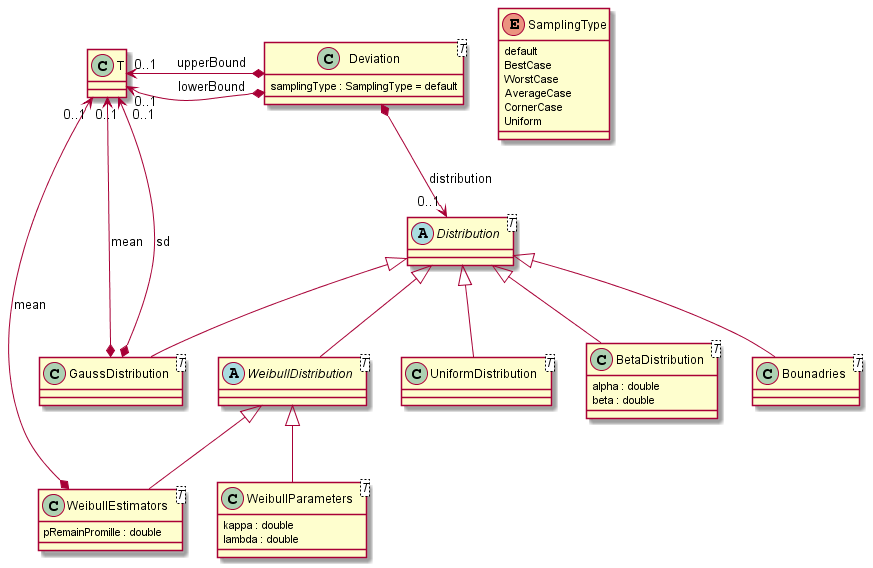 E SamplingType
default
BestCase
WorstCase
AverageCase
CornerCase
Uniform
C T
0..1
upperBound
C Deviation
T
samplingType : SamplingType = default
lowerBound
0..1
0..1
0..1
0..1
distribution
0..1
A Distribution
T
mean
sd
mean
C GaussDistribution
T
A WeibullDistribution
T
C UniformDistribution
T
C BetaDistribution
T
alpha : double
beta : double
C Bounadries
T
C WeibullEstimators
T
pRemainPromille : double
C WeibullParameters
T
kappa : double
lambda : double